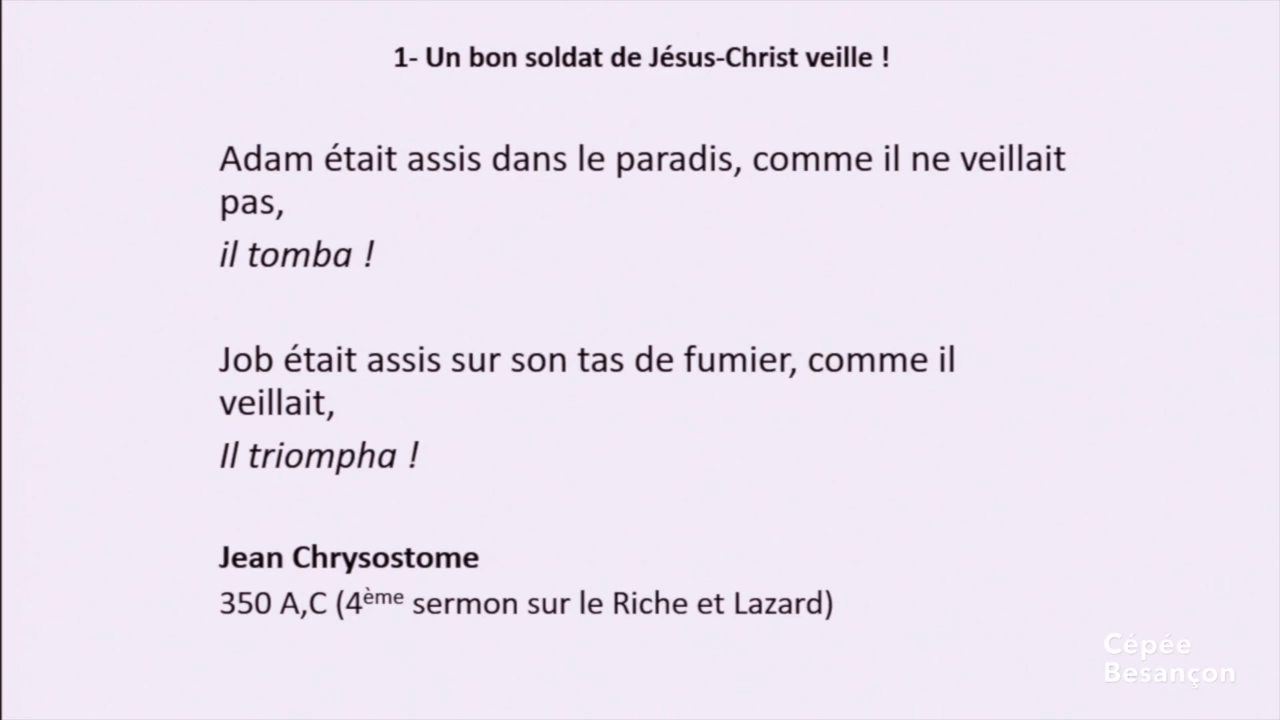 1- Un bon soldat de Jésus-Christ veille !
Adam était assis dans le paradis, comme il ne veillait
pas,
il tomba !
Job était assis sur son tas de fumier, comme il
veillait,
Il triompha !
Jean Chrysostome
350 A,C (4ème sermon sur le Riche et Lazard)
Cépée
Besançon